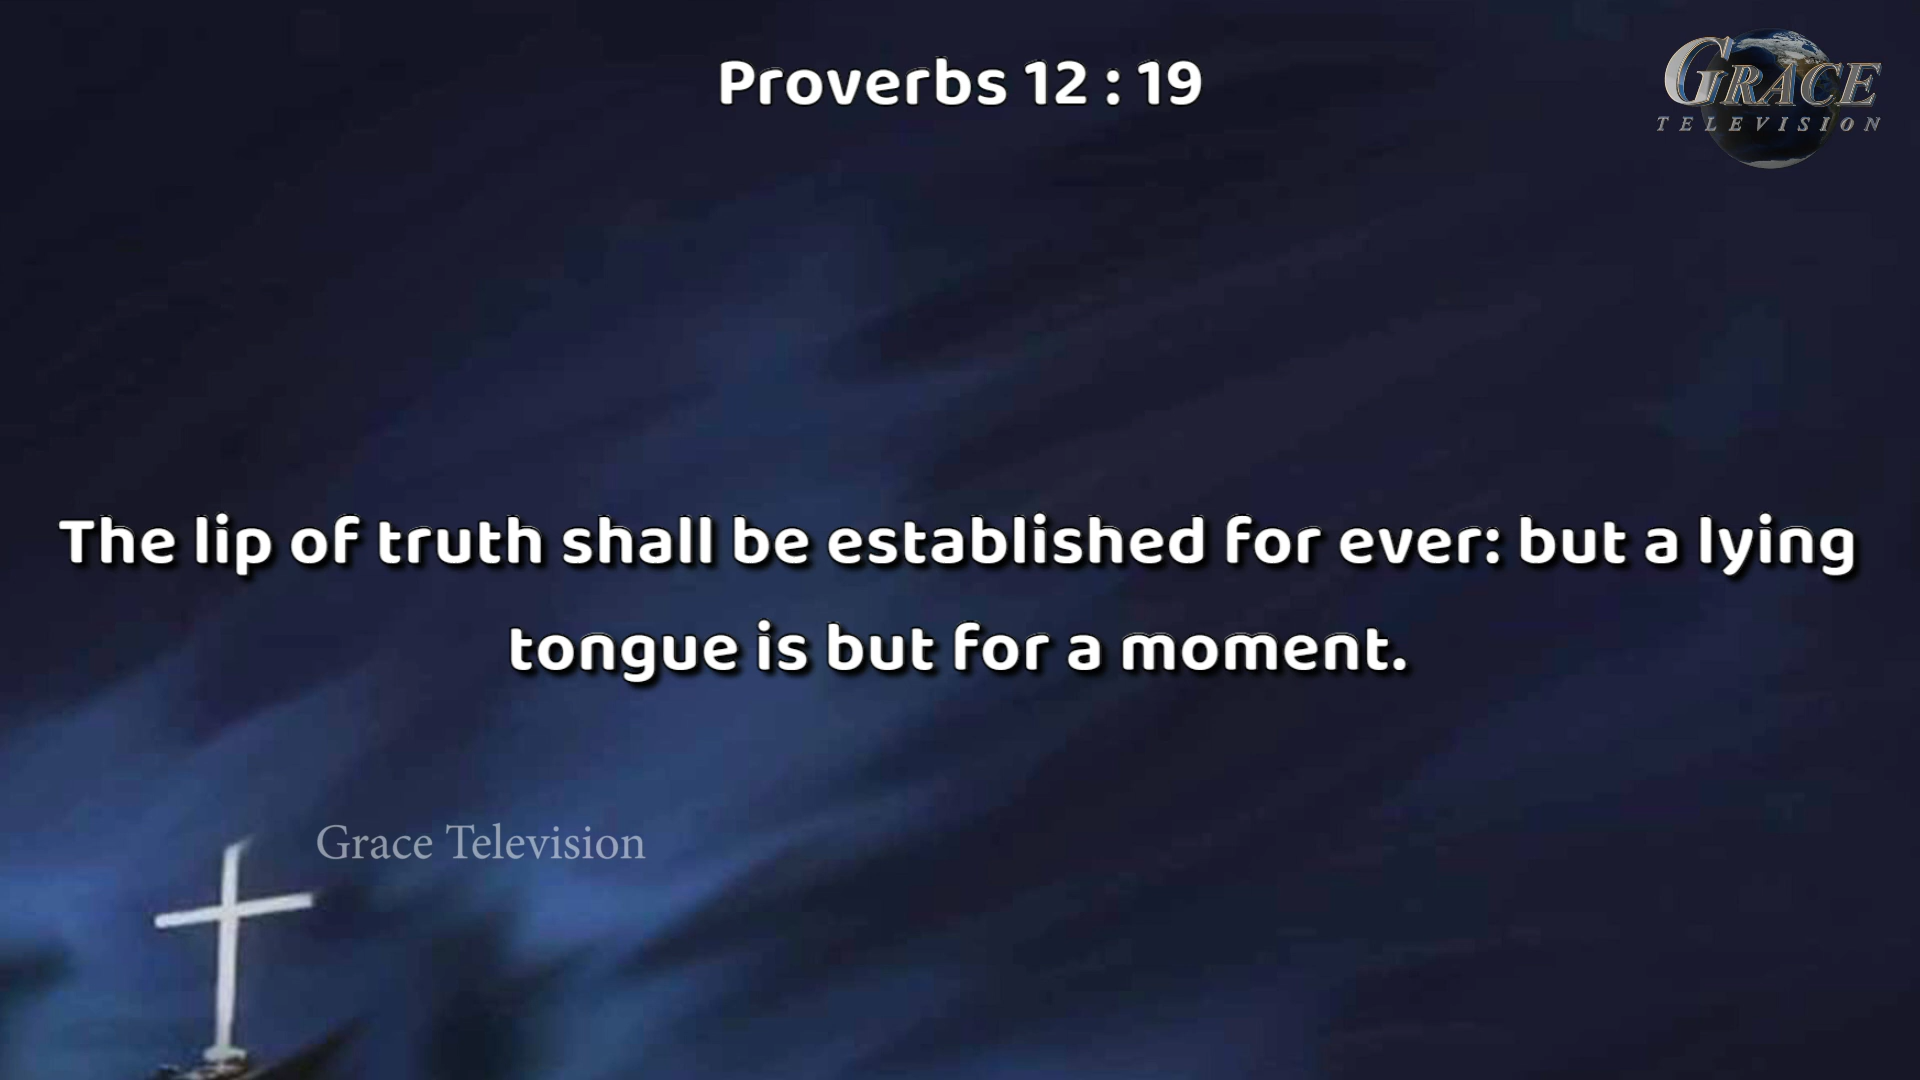 Proverbs 12 : 19
GRACE
TELEVISION
The lip of truth shall be established for ever: but a lying
tongue is but for a moment.
Grace Television